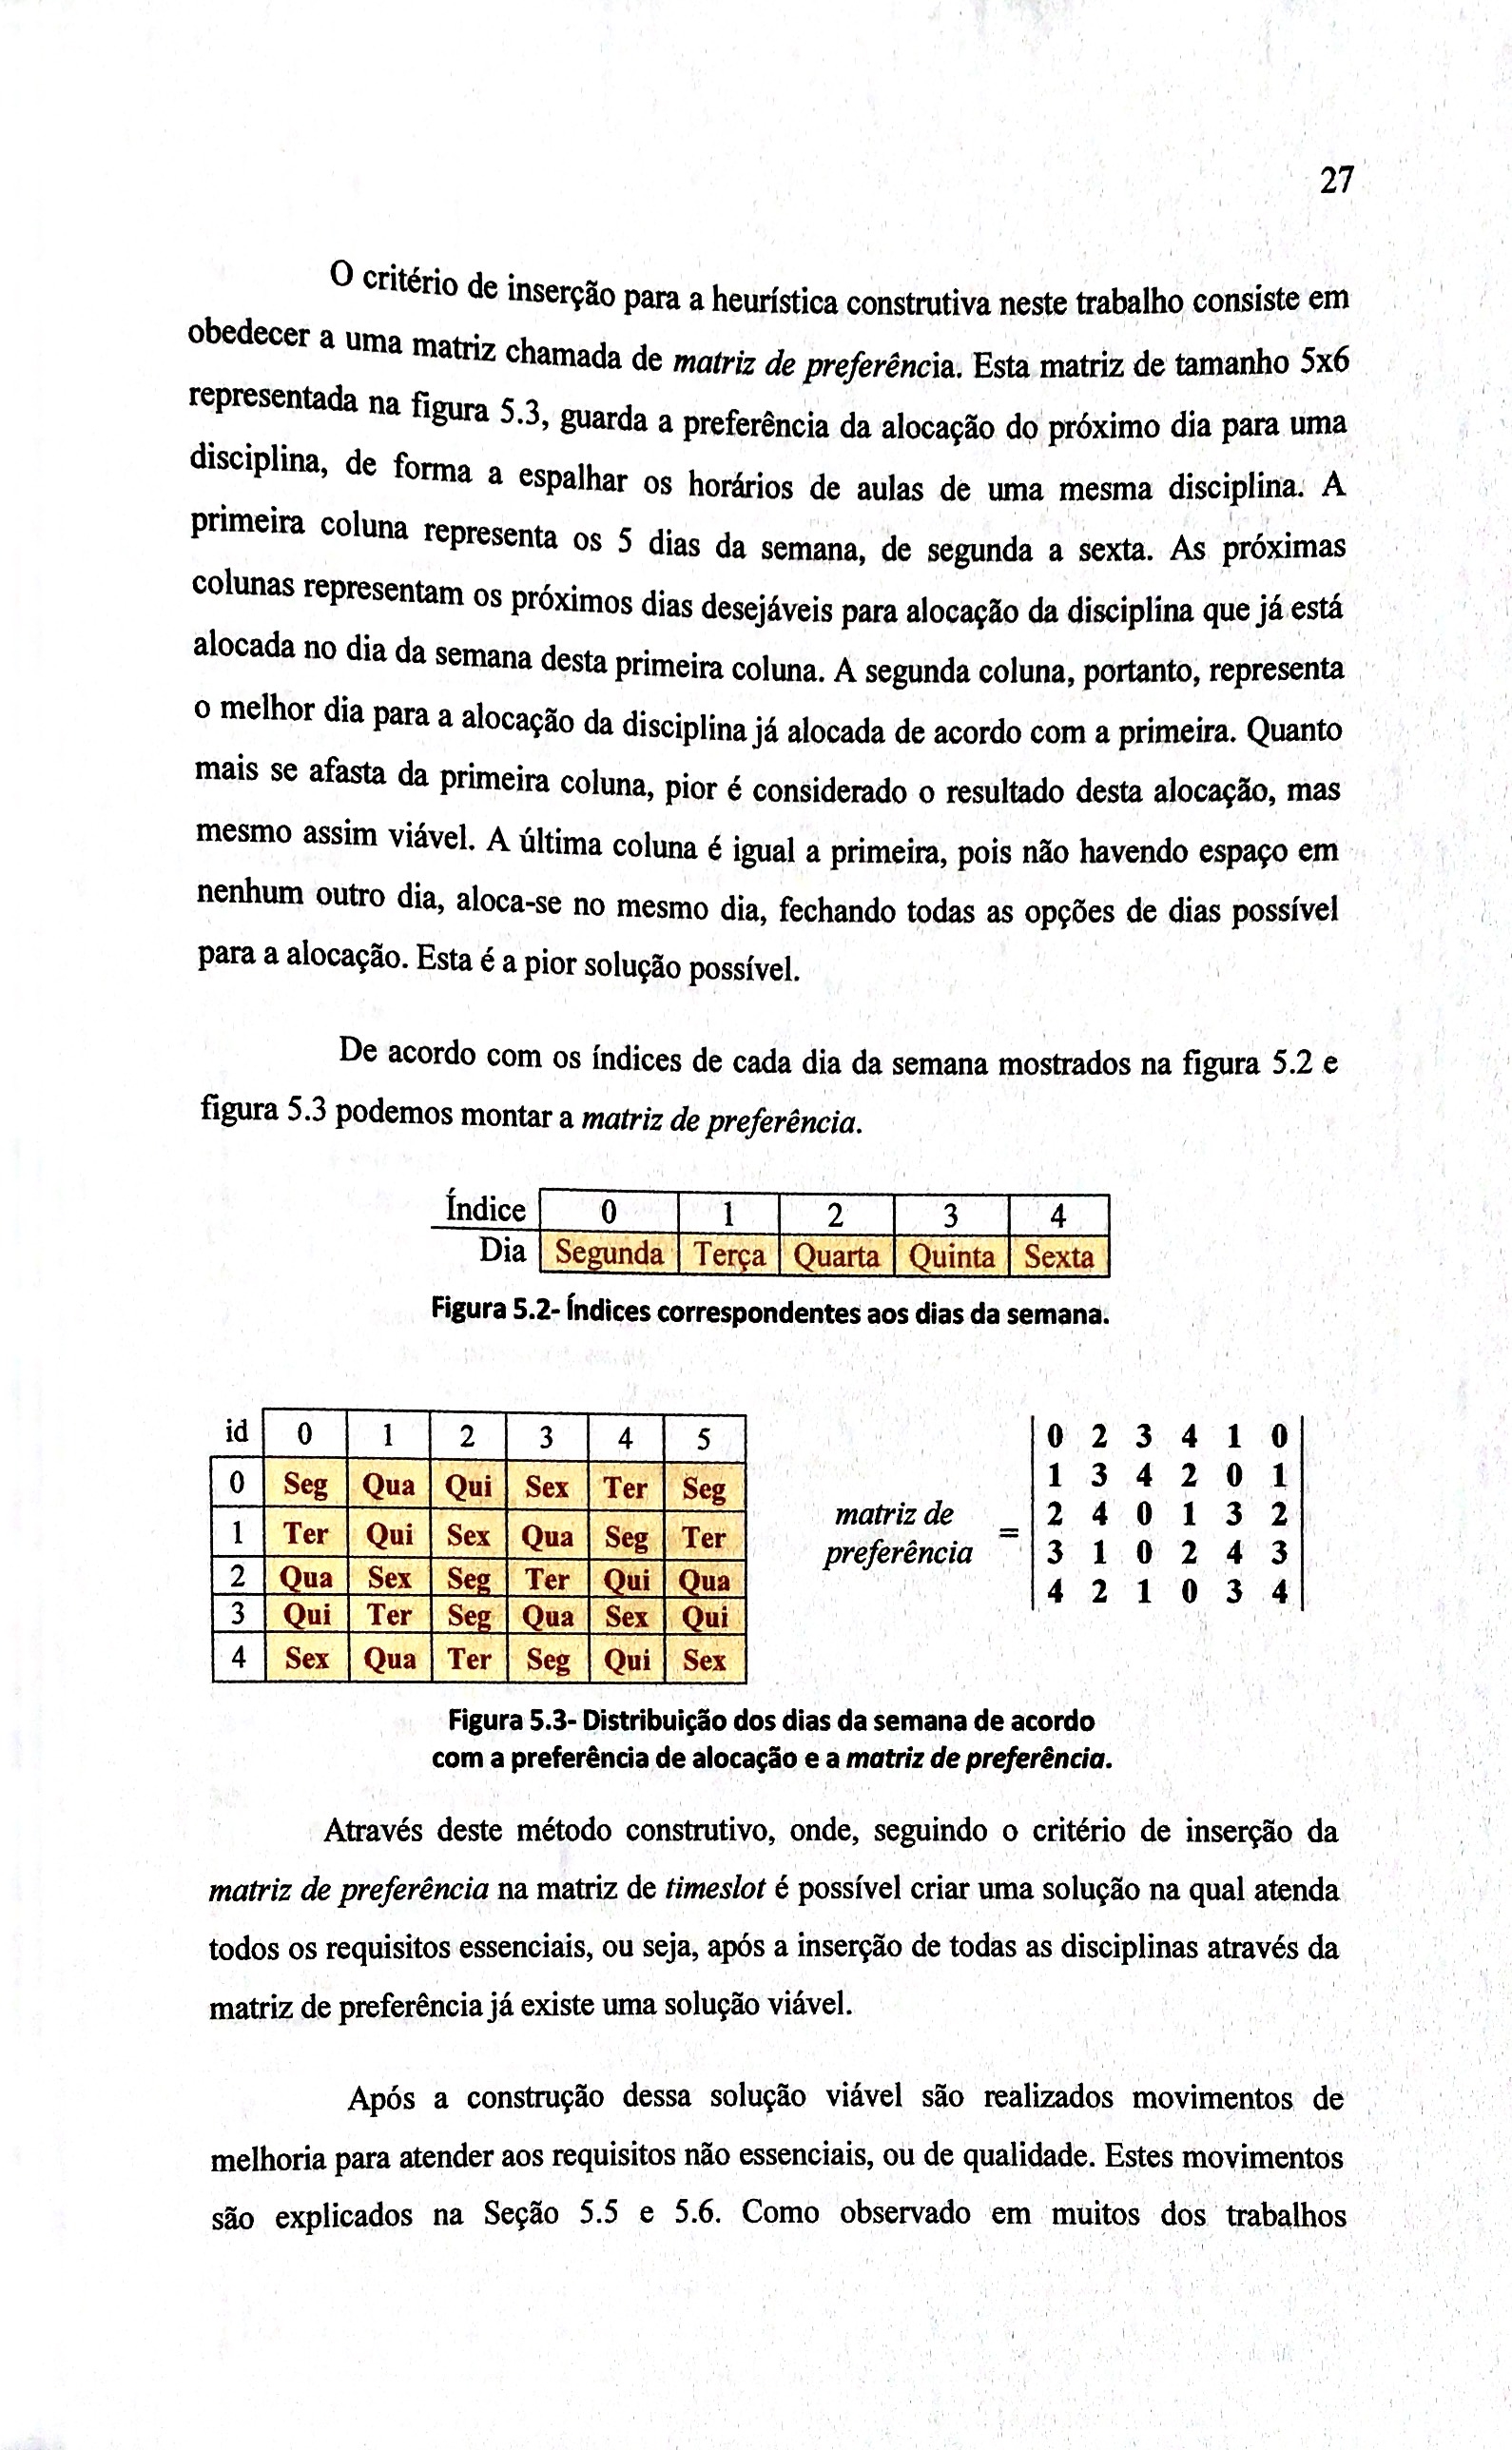 27
O critério de inserção para a heurística construtiva neste trabalho consiste em
obedecer a uma matriz chamada de matriz de preferência. Esta matriz de tamanho 5x6
representada na figura 5.3, guarda a preferência da alocação do próximo dia para uma
disciplina, de forma a espalhar os horários de aulas de uma mesma disciplina. A
primeira coluna representa os 5 dias da semana, de segunda a sexta. As próximas
colunas representam os próximos dias desejáveis para alocação da disciplina que já está
alocada no dia da semana desta primeira coluna. A segunda coluna, portanto, representa
o melhor dia para a alocação da disciplina já alocada de acordo com a primeira. Quanto
mais se afasta da primeira coluna, pior é considerado o resultado desta alocação, mas
mesmo assim viável. A última coluna é igual a primeira, pois não havendo espaço em
nenhum outro dia, aloca-se no mesmo dia, fechando todas as opções de dias possível
para a alocação. Esta é a pior solução possível.
De acordo com os índices de cada dia da semana mostrados na figura 5.2 e
figura 5.3 podemos montar a matriz de preferência.
Índice 0 1 2 3 4
Dia Segunda Terça Quarta Quinta Sexta
Figura 5.2- Índices correspondentes aos dias da semana.
id 0 1 2 3 4 5
0 Seg Qua Qui Sex Ter Seg
1 Ter Qui Sex Qua Seg Ter
2 Qua Sex Seg Ter Qui Qua
3 Qui Ter Seg Qua Sex Qui
4 Sex Qua Ter Seg Qui Sex
matriz de
preferência =
0 2 3 4 1 0
1 3 4 2 0 1
2 4 0 1 3 2
3 1 0 2 4 3
4 2 1 0 3 4
Figura 5.3- Distribuição dos dias da semana de acordo
com a preferência de alocação e a matriz de preferência.
Através deste método construtivo, onde, seguindo o critério de inserção da
matriz de preferência na matriz de timeslot é possível criar uma solução na qual atenda
todos os requisitos essenciais, ou seja, após a inserção de todas as disciplinas através da
matriz de preferência já existe uma solução viável.
Após a construção dessa solução viável são realizados movimentos de
melhoria para atender aos requisitos não essenciais, ou de qualidade. Estes movimentos
são explicados na Seção 5.5 e 5.6. Como observado em muitos dos trabalhos